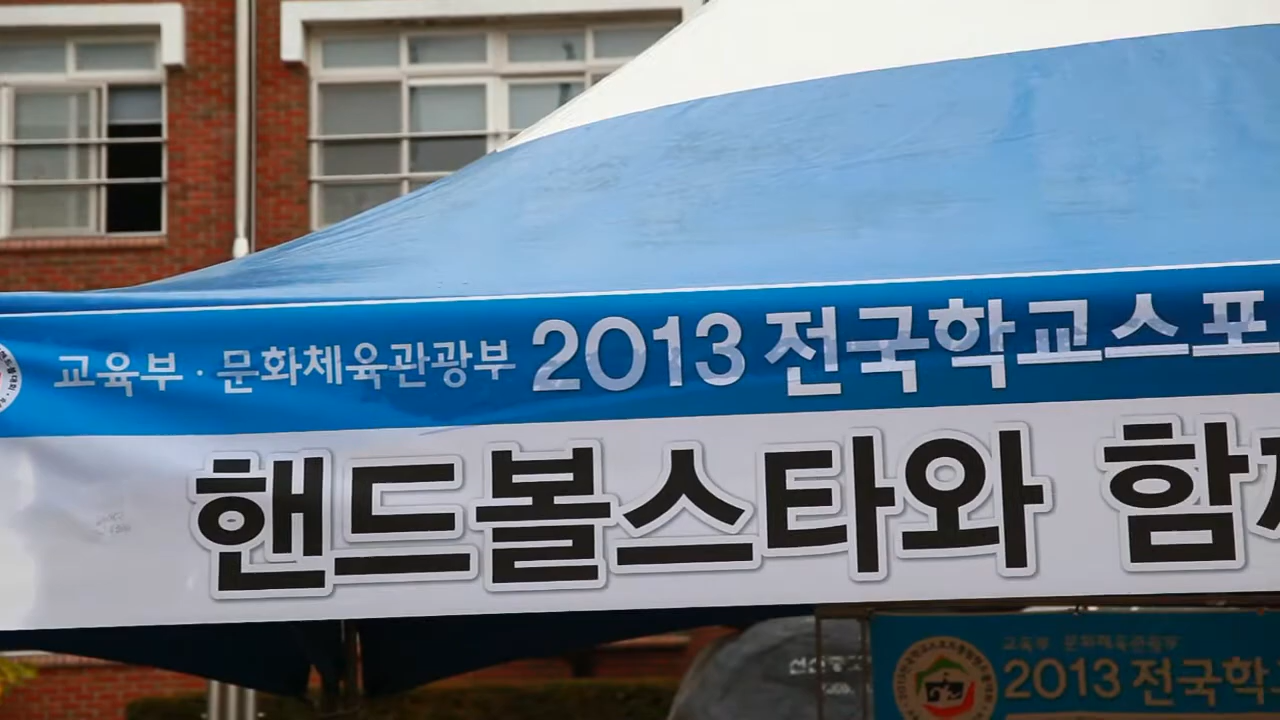 교육부 · 문화체육관광부 2013 전국학교스포
핸드볼스타와 함께
교육부 문화체육관광부
2013 전국학교